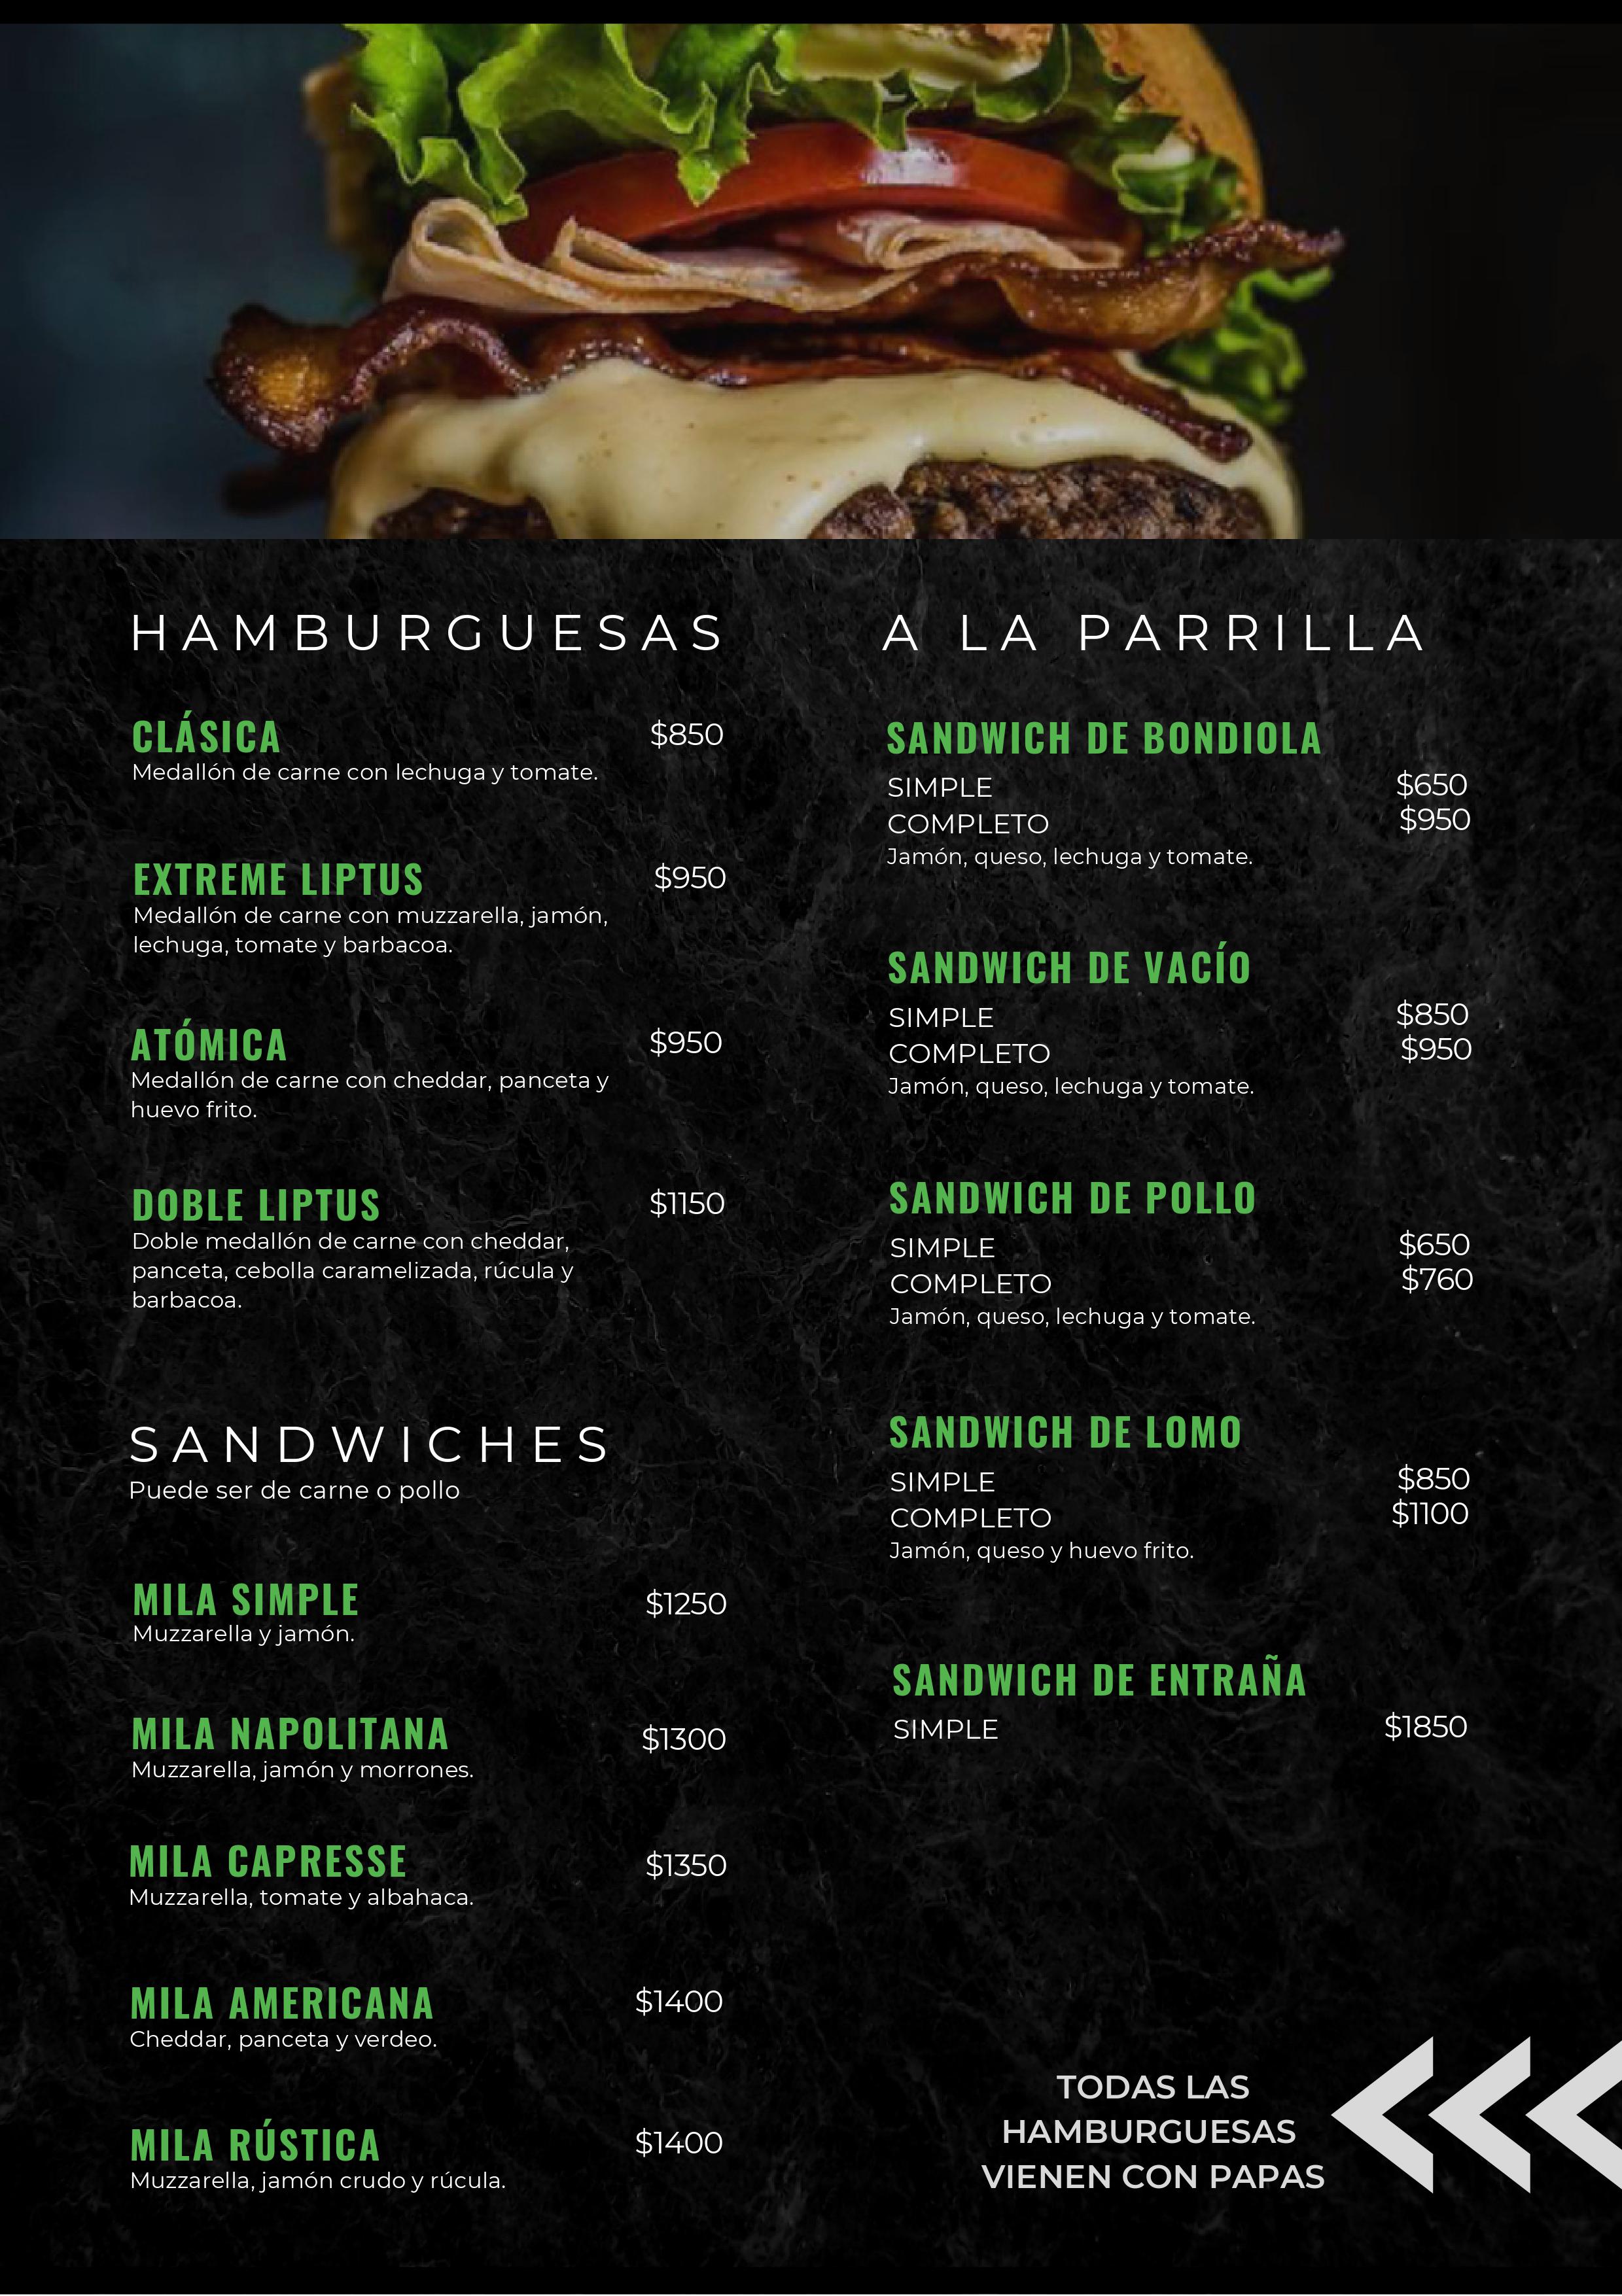 HAMBURGUESAS
CLÁSICA $850
Medallón de carne con lechuga y tomate.
EXTREME LIPTUS $950
Medallón de carne con muzzarella, jamón,
lechuga, tomate y barbacoa.
ATÓMICA $950
Medallón de carne con cheddar, panceta y
huevo frito.
DOBLE LIPTUS $1150
Doble medallón de carne con cheddar,
panceta, cebolla caramelizada, rúcula y
barbacoa.
SANDWICHES
Puede ser de carne o pollo
MILA SIMPLE $1250
Muzzarella y jamón.
MILA NAPOLITANA $1300
Muzzarella, jamón y morrones.
MILA CAPRESSE $1350
Muzzarella, tomate y albahaca.
MILA AMERICANA $1400
Cheddar, panceta y verdeo.
MILA RÚSTICA $1400
Muzzarella, jamón crudo y rúcula.
A LA PARRILLA
SANDWICH DE BONDIOLA
SIMPLE $650
COMPLETO $950
Jamón, queso, lechuga y tomate.
SANDWICH DE VACÍO
SIMPLE $850
COMPLETO $950
Jamón, queso, lechuga y tomate.
SANDWICH DE POLLO
SIMPLE $650
COMPLETO $760
Jamón, queso, lechuga y tomate.
SANDWICH DE LOMO
SIMPLE $850
COMPLETO $1100
Jamón, queso y huevo frito.
SANDWICH DE ENTRAÑA
SIMPLE $1850
TODAS LAS
HAMBURGUESAS
VIENEN CON PAPAS